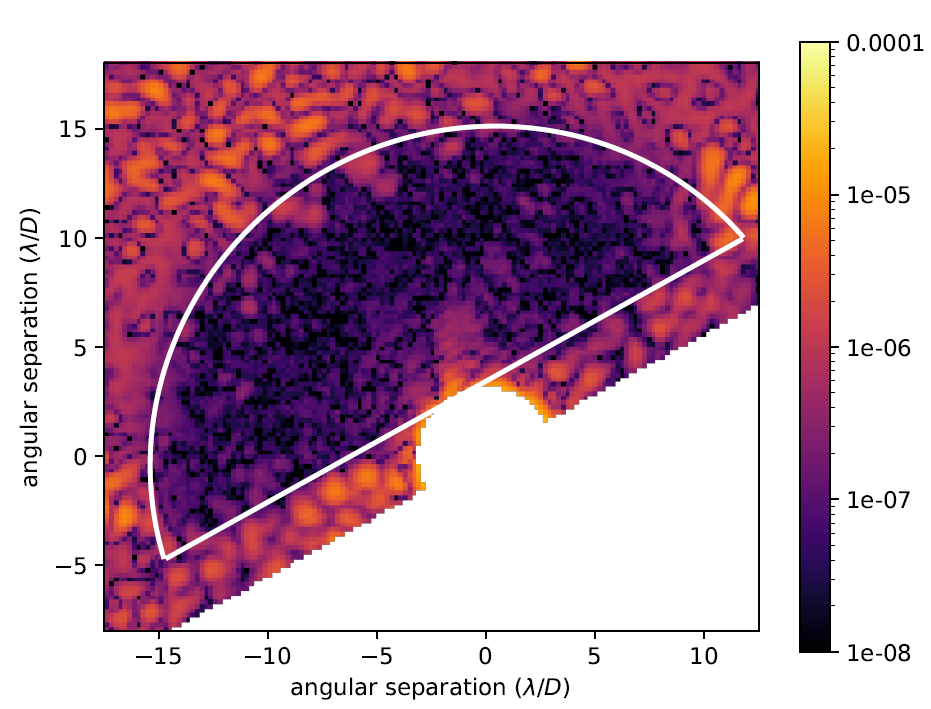 15
10
5
0
−5
−15
−10
−5
0
5
10
angular separation (λ/D)
angular separation (λ/D)
0.0001
1e-05
1e-06
1e-07
1e-08